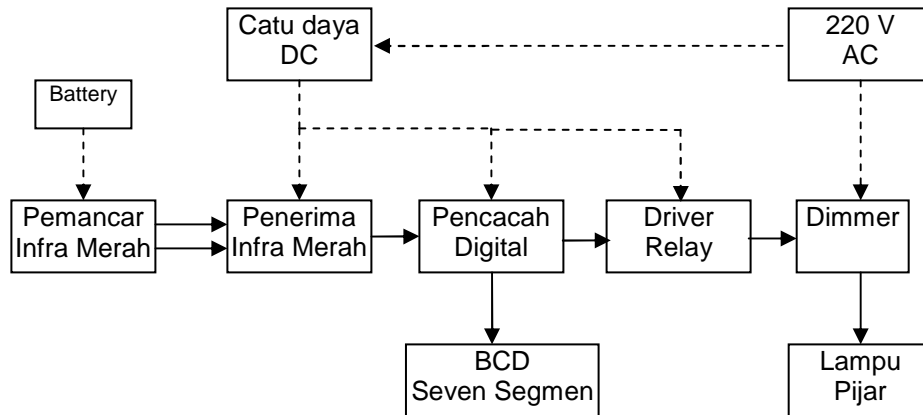 Catu daya
DC
220 V
AC
Battery
Pemancar
Infra Merah
Penerima
Infra Merah
Pencacah
Digital
Driver
Relay
Dimmer
BCD
Seven Segmen
Lampu
Pijar